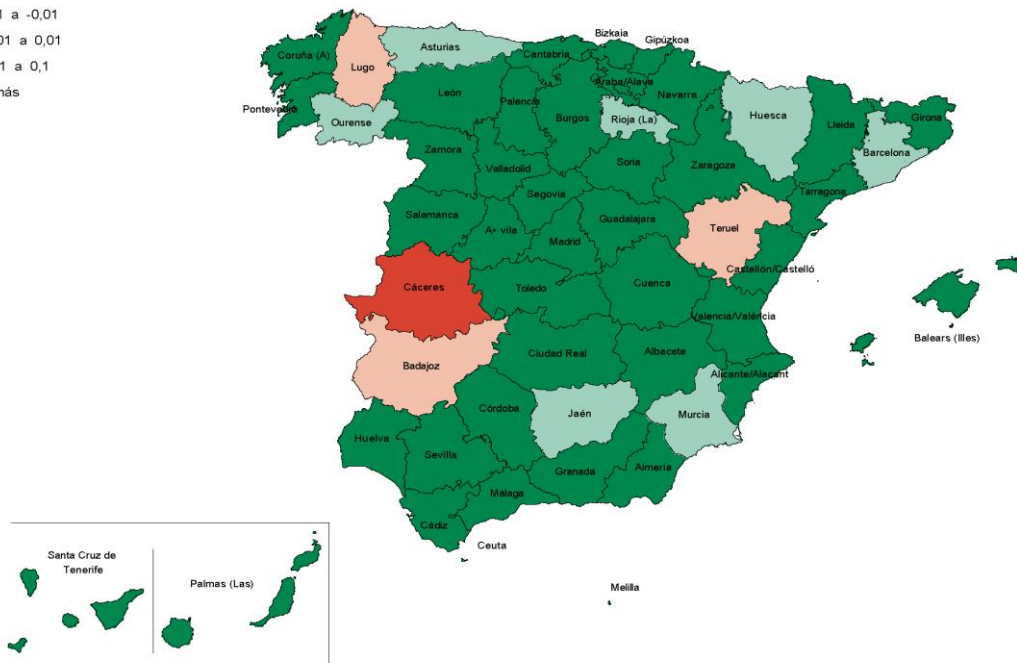 a -0,01
01 a 0,01
1 a 0,1
más
Bizkaia
Gipúzkoa
Asturias
Cantabria
Coruña (A)
Lugo
Araba/Alava
León
Navarra
Palencia
Huesca
Pontevedra
Burgos
Girona
Ourense
Rioja (La)
Lleida
Zamora
Barcelona
Soria
Zaragoza
Valladolid
Tarragona
Segovia
Salamanca
Guadalajara
Teruel
A• vila
Madrid
Castellón/Castelló
Cuenca
Cáceres
Toledo
Valencia/Valéncia
Balears (Illes)
Ciudad Real
Albacete
Badajoz
Alicante/Alacant
Córdoba
Jaén
Murcia
Huelva
Sevilla
Almería
Granada
Málaga
Cádiz
Ceuta
Santa Cruz de
Tenerife
Palmas (Las)
Melilla